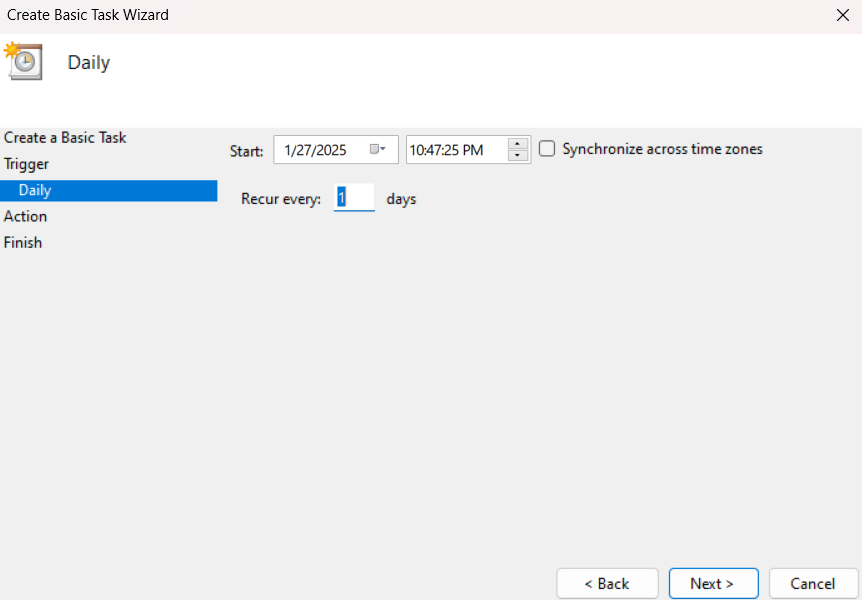 Create Basic Task Wizard
Daily
Create a Basic Task
Trigger
Daily
Action
Finish
Start: 1/27/2025 10:47:25 PM Synchronize across time zones
Recur every: 1 days
< Back Next > Cancel